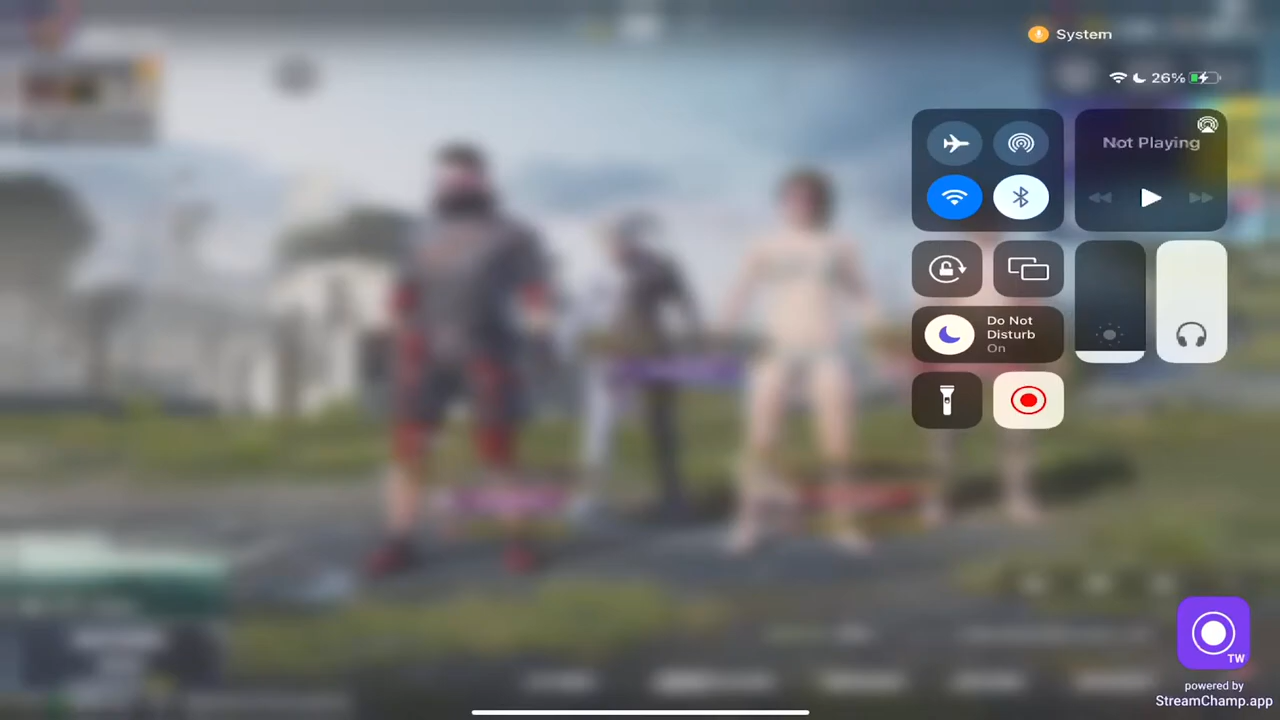 System
26%
Not Playing
Do Not
Disturb
On
TW
powered by
StreamChamp.app